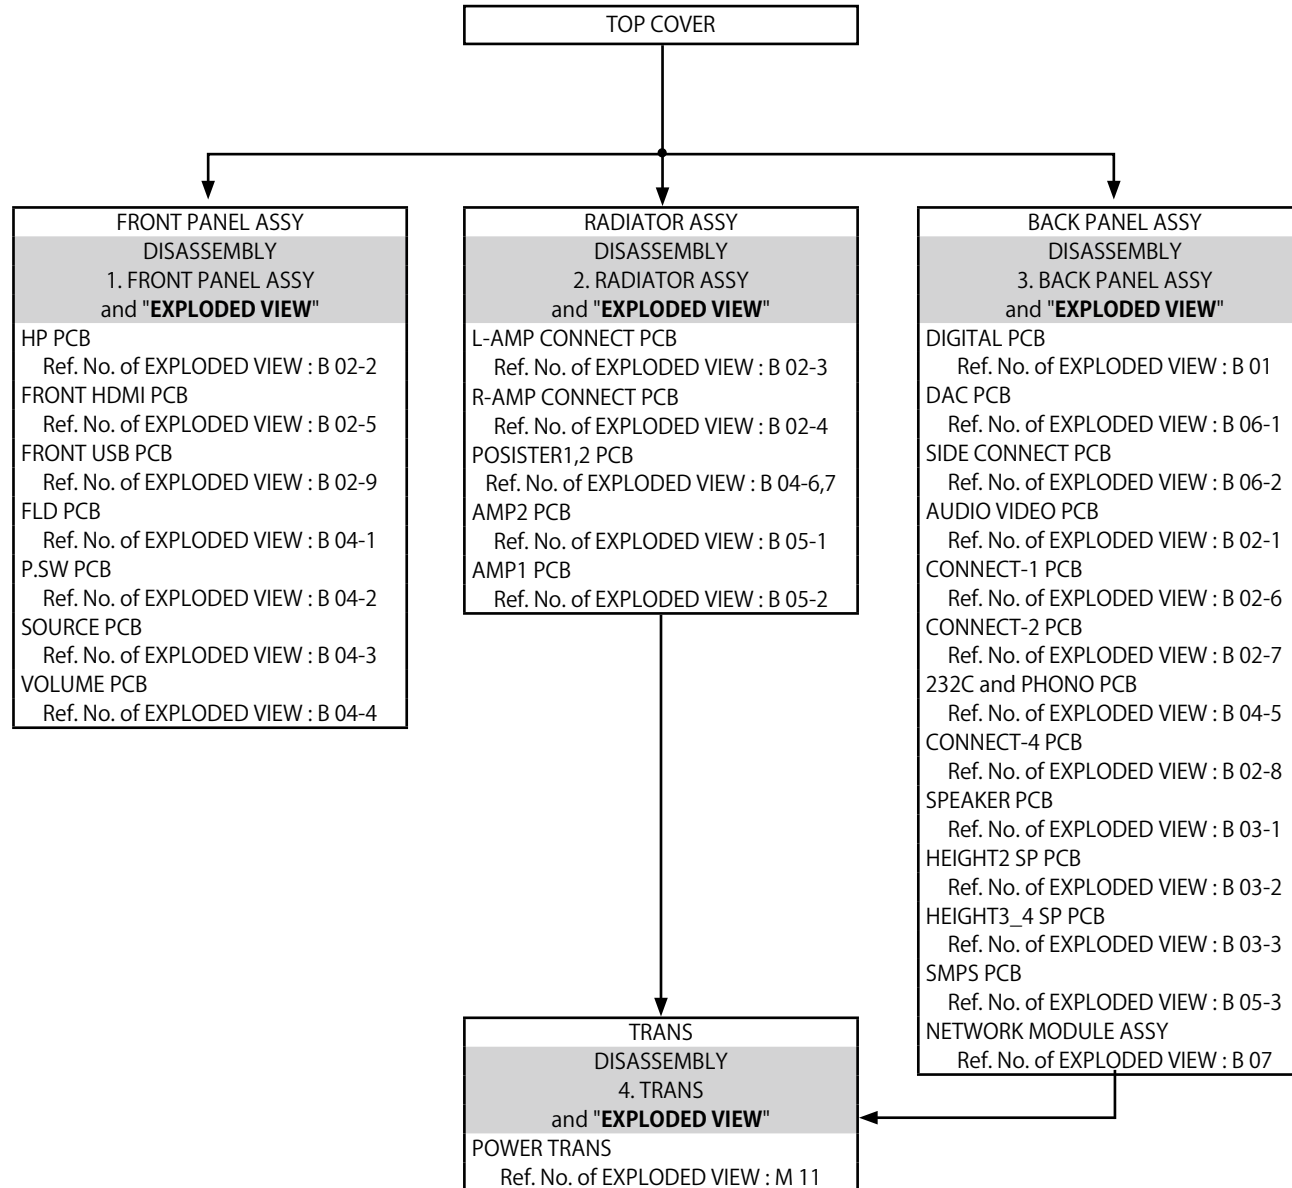 TOP COVER
FRONT PANEL ASSY
DISASSEMBLY
1. FRONT PANEL ASSY
and "EXPLODED VIEW"
HP PCB
Ref. No. of EXPLODED VIEW : B 02-2
FRONT HDMI PCB
Ref. No. of EXPLODED VIEW : B 02-5
FRONT USB PCB
Ref. No. of EXPLODED VIEW : B 02-9
FLD PCB
Ref. No. of EXPLODED VIEW : B 04-1
P.SW PCB
Ref. No. of EXPLODED VIEW : B 04-2
SOURCE PCB
Ref. No. of EXPLODED VIEW : B 04-3
VOLUME PCB
Ref. No. of EXPLODED VIEW : B 04-4
RADIATOR ASSY
DISASSEMBLY
2. RADIATOR ASSY
and "EXPLODED VIEW"
L-AMP CONNECT PCB
Ref. No. of EXPLODED VIEW : B 02-3
R-AMP CONNECT PCB
Ref. No. of EXPLODED VIEW : B 02-4
POSISTER1,2 PCB
Ref. No. of EXPLODED VIEW : B 04-6,7
AMP2 PCB
Ref. No. of EXPLODED VIEW : B 05-1
AMP1 PCB
Ref. No. of EXPLODED VIEW : B 05-2
BACK PANEL ASSY
DISASSEMBLY
3. BACK PANEL ASSY
and "EXPLODED VIEW"
DIGITAL PCB
Ref. No. of EXPLODED VIEW : B 01
DAC PCB
Ref. No. of EXPLODED VIEW : B 06-1
SIDE CONNECT PCB
Ref. No. of EXPLODED VIEW : B 06-2
AUDIO VIDEO PCB
Ref. No. of EXPLODED VIEW : B 02-1
CONNECT-1 PCB
Ref. No. of EXPLODED VIEW : B 02-6
CONNECT-2 PCB
Ref. No. of EXPLODED VIEW : B 02-7
232C and PHONO PCB
Ref. No. of EXPLODED VIEW : B 04-5
CONNECT-4 PCB
Ref. No. of EXPLODED VIEW : B 02-8
SPEAKER PCB
Ref. No. of EXPLODED VIEW : B 03-1
HEIGHT2 SP PCB
Ref. No. of EXPLODED VIEW : B 03-2
HEIGHT3_4 SP PCB
Ref. No. of EXPLODED VIEW : B 03-3
SMPS PCB
Ref. No. of EXPLODED VIEW : B 05-3
NETWORK MODULE ASSY
Ref. No. of EXPLODED VIEW : B 07
TRANS
DISASSEMBLY
4. TRANS
and "EXPLODED VIEW"
POWER TRANS
Ref. No. of EXPLODED VIEW : M 11